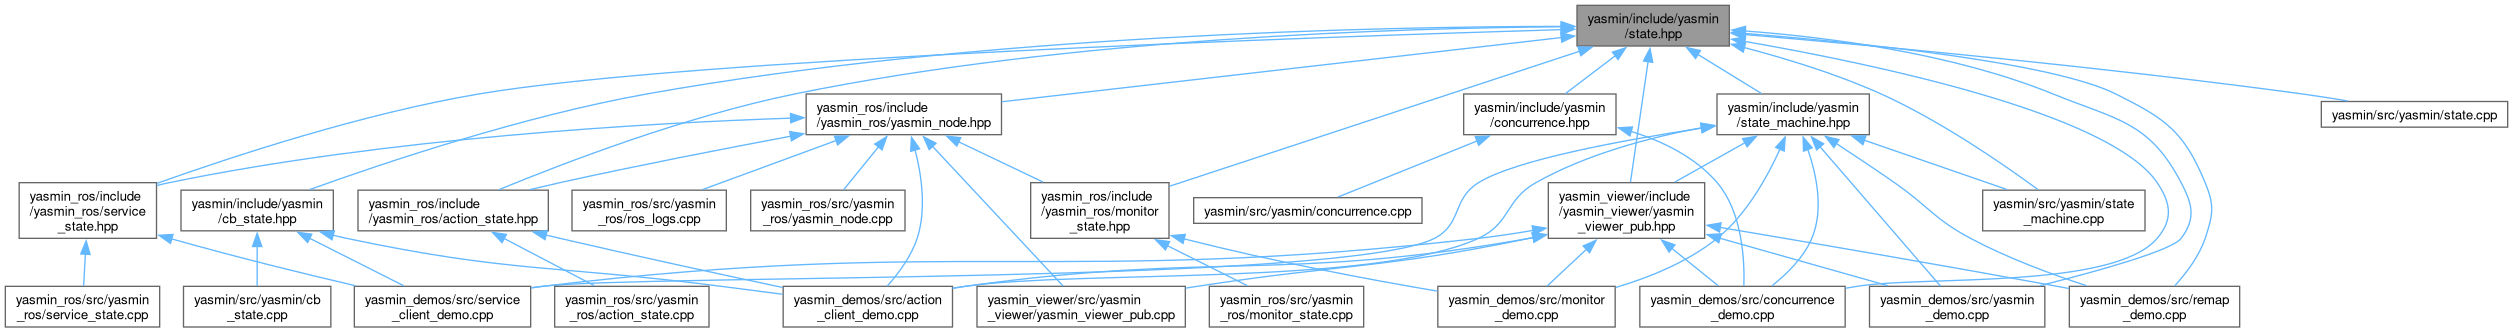 yasmin/include/yasmin
/state.hpp
yasmin_ros/include
/yasmin_ros/yasmin_node.hpp
yasmin/include/yasmin
/concurrence.hpp
yasmin/include/yasmin
/state_machine.hpp
yasmin/src/yasmin/state.cpp
yasmin_ros/include
/yasmin_ros/service
_state.hpp
yasmin/include/yasmin
/cb_state.hpp
yasmin_ros/include
/yasmin_ros/action_state.hpp
yasmin_ros/src/yasmin
_ros/ros_logs.cpp
yasmin_ros/src/yasmin
_ros/yasmin_node.cpp
yasmin_ros/include
/yasmin_ros/monitor
_state.hpp
yasmin/src/yasmin/concurrence.cpp
yasmin_viewer/include
/yasmin_viewer/yasmin
_viewer_pub.hpp
yasmin/src/yasmin/state
_machine.cpp
yasmin_ros/src/yasmin
_ros/service_state.cpp
yasmin/src/yasmin/cb
_state.cpp
yasmin_demos/src/service
_client_demo.cpp
yasmin_ros/src/yasmin
_ros/action_state.cpp
yasmin_demos/src/action
_client_demo.cpp
yasmin_viewer/src/yasmin
_viewer/yasmin_viewer_pub.cpp
yasmin_ros/src/yasmin
_ros/monitor_state.cpp
yasmin_demos/src/monitor
_demo.cpp
yasmin_demos/src/concurrence
_demo.cpp
yasmin_demos/src/yasmin
_demo.cpp
yasmin_demos/src/remap
_demo.cpp